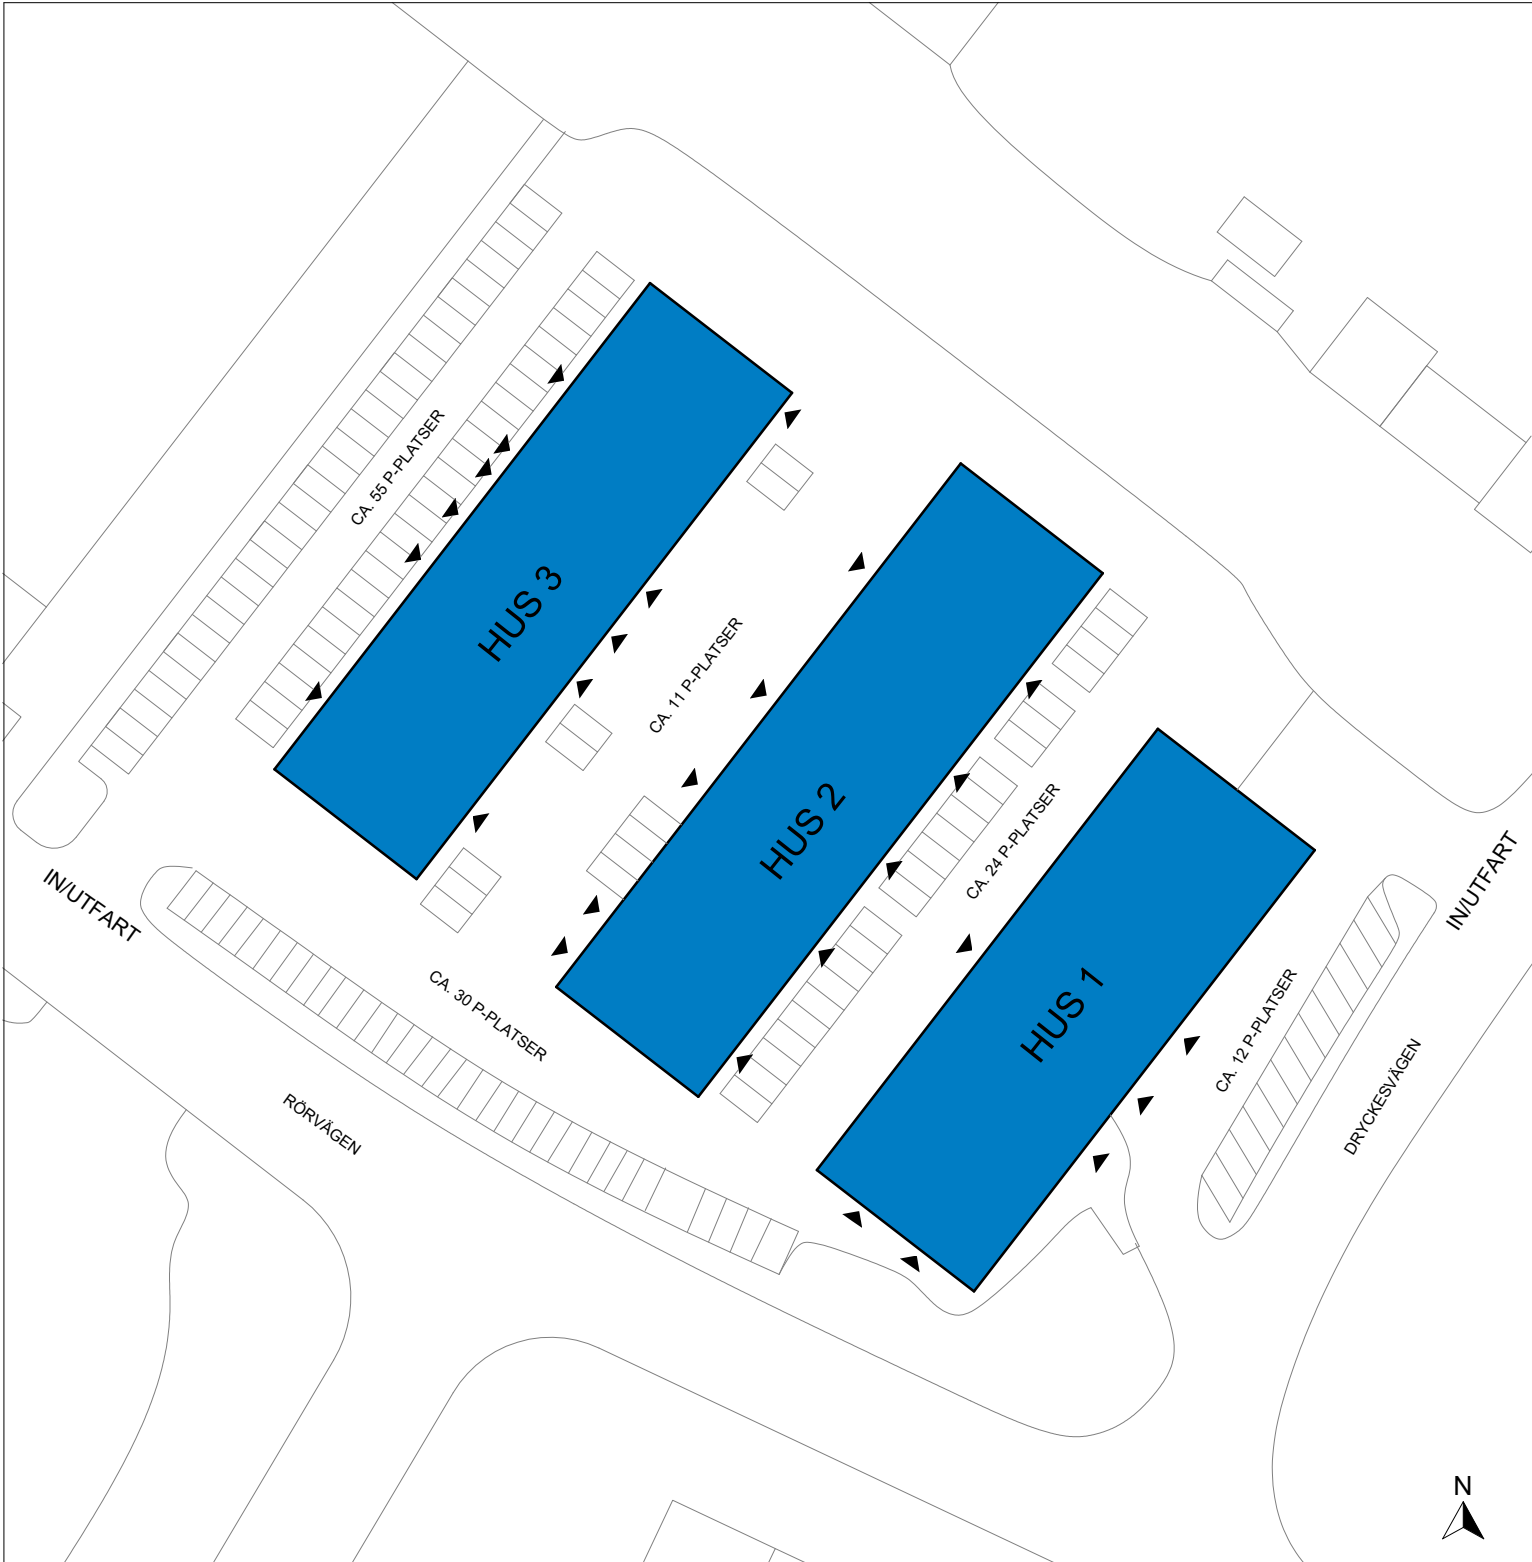 CA. 55 P-PLATSER
HUS 3
CA. 11 P-PLATSER
HUS 2
CA. 24 P-PLATSER
IN/UTFART
IN/UTFART
HUS 1
CA. 30 P-PLATSER
CA. 12 P-PLATSER
RÖRVÄGEN
DRYCKESVÄGEN
N